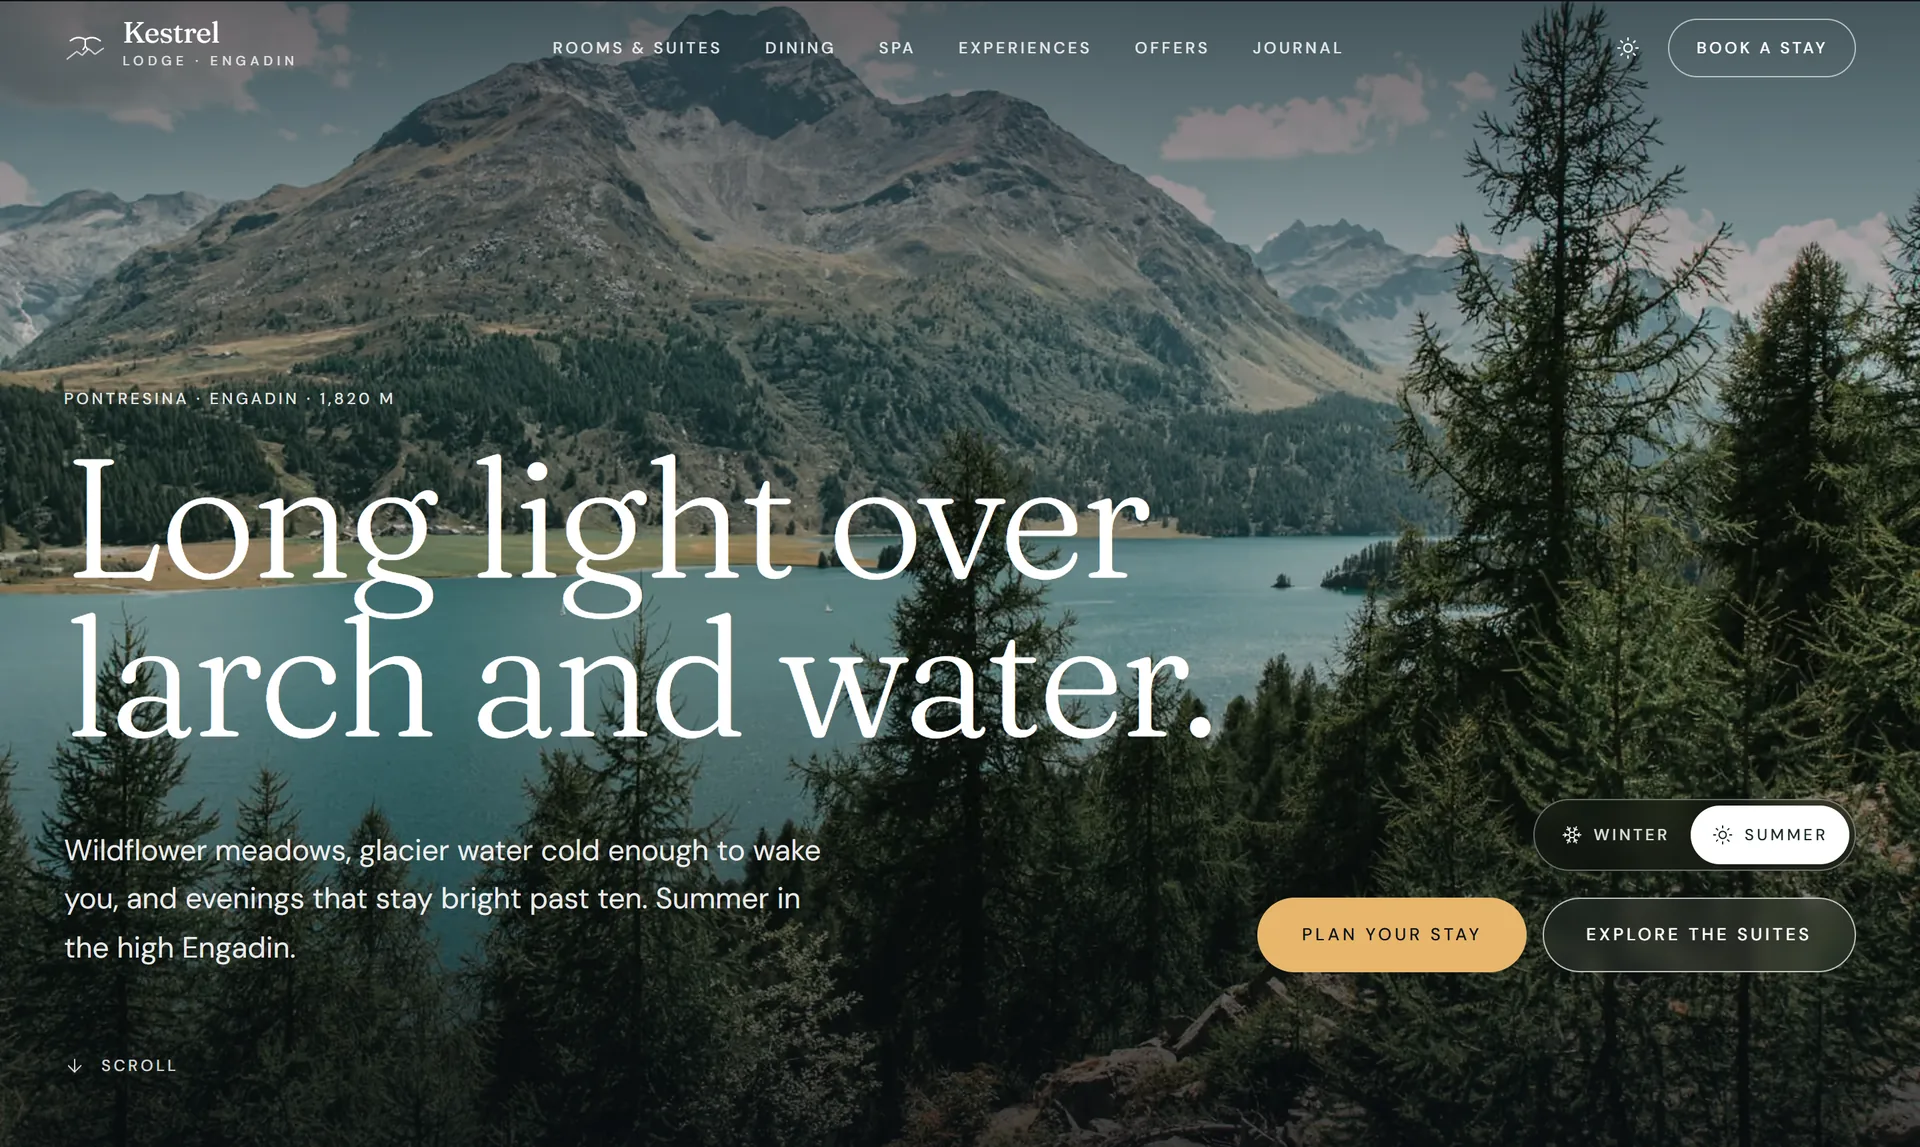 Kestrel
LODGE · ENGADIN
ROOMS & SUITES
DINING
SPA
EXPERIENCES
OFFERS
JOURNAL
BOOK A STAY
PONTRESINA · ENGADIN · 1,820 M
Long light over
larch and water.
Wildflower meadows, glacier water cold enough to wake
you, and evenings that stay bright past ten. Summer in
the high Engadin.
WINTER
SUMMER
PLAN YOUR STAY
EXPLORE THE SUITES
SCROLL